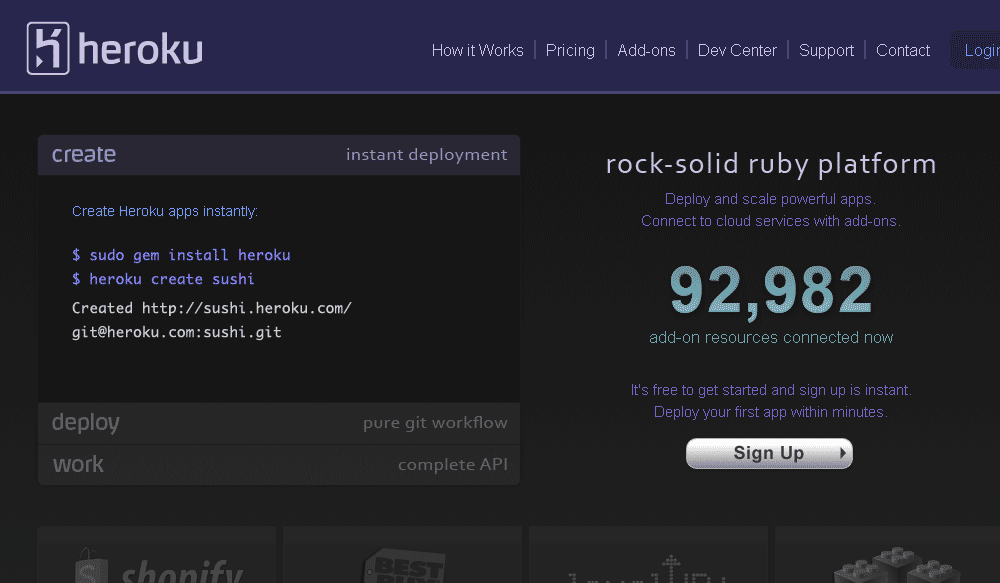 heroku
How it Works | Pricing | Add-ons | Dev Center | Support | Contact
create instant deployment
Create Heroku apps instantly:
$ sudo gem install heroku
$ heroku create sushi
Created http://sushi.heroku.com/
git@heroku.com:sushi.git
deploy pure git workflow
work complete API
rock-solid ruby platform
Deploy and scale powerful apps.
Connect to cloud services with add-ons.
92,982
add-on resources connected now
It's free to get started and sign up is instant.
Deploy your first app within minutes.
Sign Up
shopify
BEST